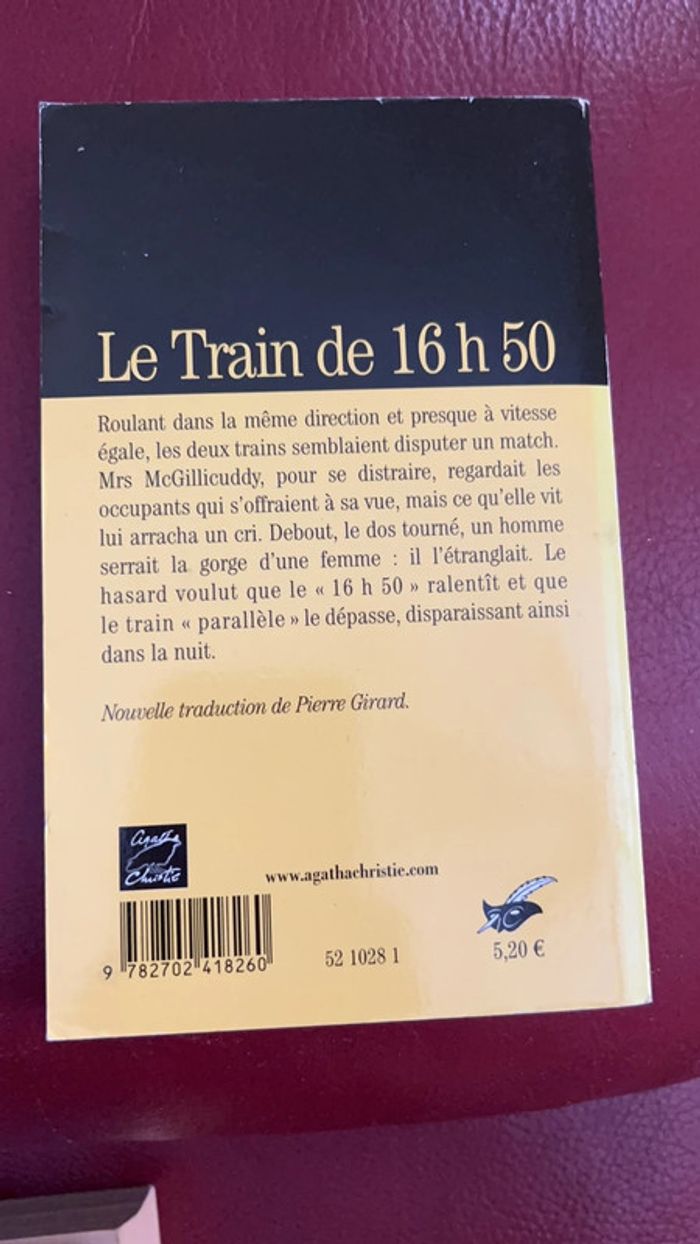 Le Train de 16 h 50
Roulant dans la même direction et presque à vitesse
égale, les deux trains semblaient disputer un match.
Mrs McGillicuddy, pour se distraire, regardait les
occupants qui s'offraient à sa vue, mais ce qu'elle vit
lui arracha un cri. Debout, le dos tourné, un homme
serrait la gorge d'une femme : il l'étranglait. Le
hasard voulut que le « 16 h 50 » ralentît et que
le train « parallèle » le dépasse, disparaissant ainsi
dans la nuit.
Nouvelle traduction de Pierre Girard.
Agatha
Christie
www.agathachristie.com
9 782702 418260
52 1028 1
5,20 €